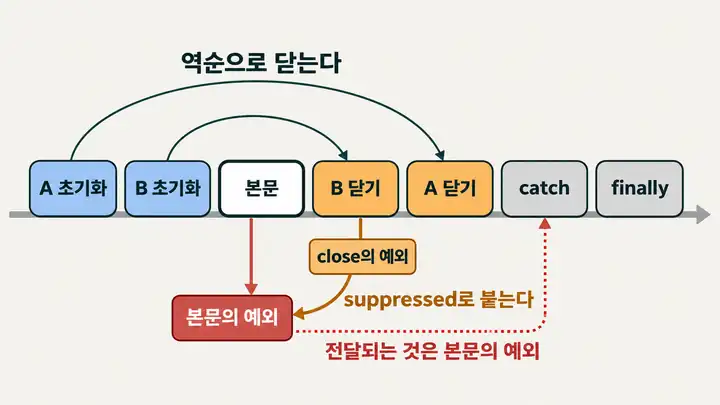 역순으로 닫는다
A 초기화
B 초기화
본문
B 닫기
A 닫기
catch
finally
close의 예외
suppressed로 붙는다
본문의 예외
전달되는 것은 본문의 예외